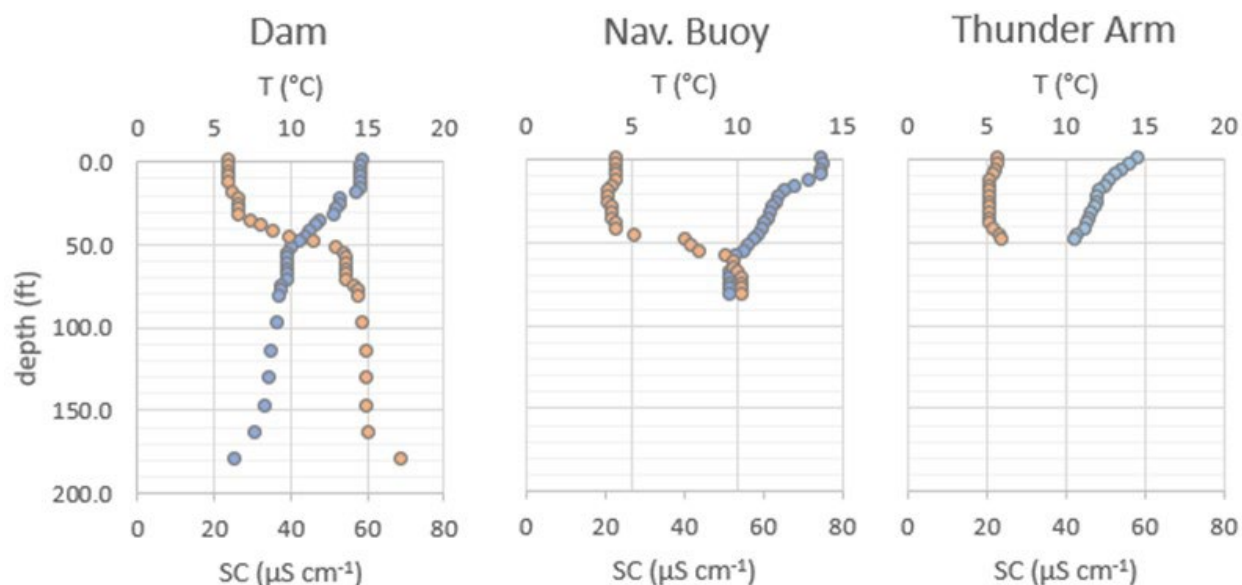 Dam Nav. Buoy Thunder Arm
T (°C) T (°C) T (°C)
0 5 10 15 20 0 5 10 15 0 5 10 15 20
0.0
50.0
100.0
150.0
200.0
depth (ft)
0 20 40 60 80 0 20 40 60 80 0 20 40 60 80
SC (μS cm⁻¹) SC (μS cm⁻¹) SC (μS cm⁻¹)